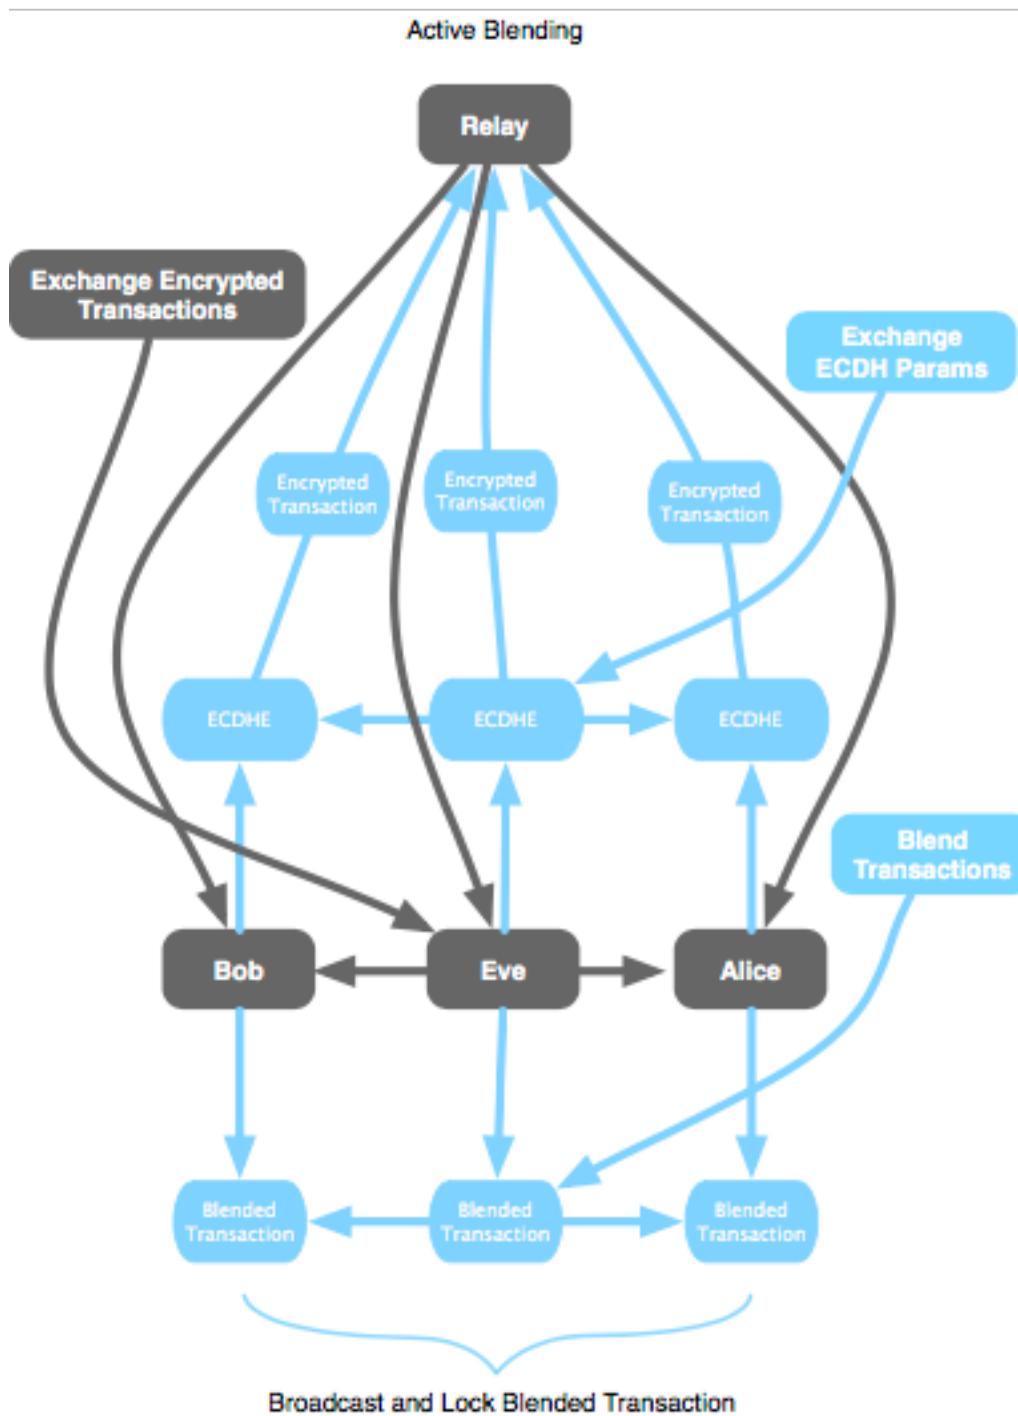 Active Blending
Relay
Exchange Encrypted
Transactions
Exchange
ECDH Params
Encrypted
Transaction
Encrypted
Transaction
Encrypted
Transaction
ECDHE
ECDHE
ECDHE
Blend
Transactions
Bob
Eve
Alice
Blended
Transaction
Blended
Transaction
Blended
Transaction
Broadcast and Lock Blended Transaction